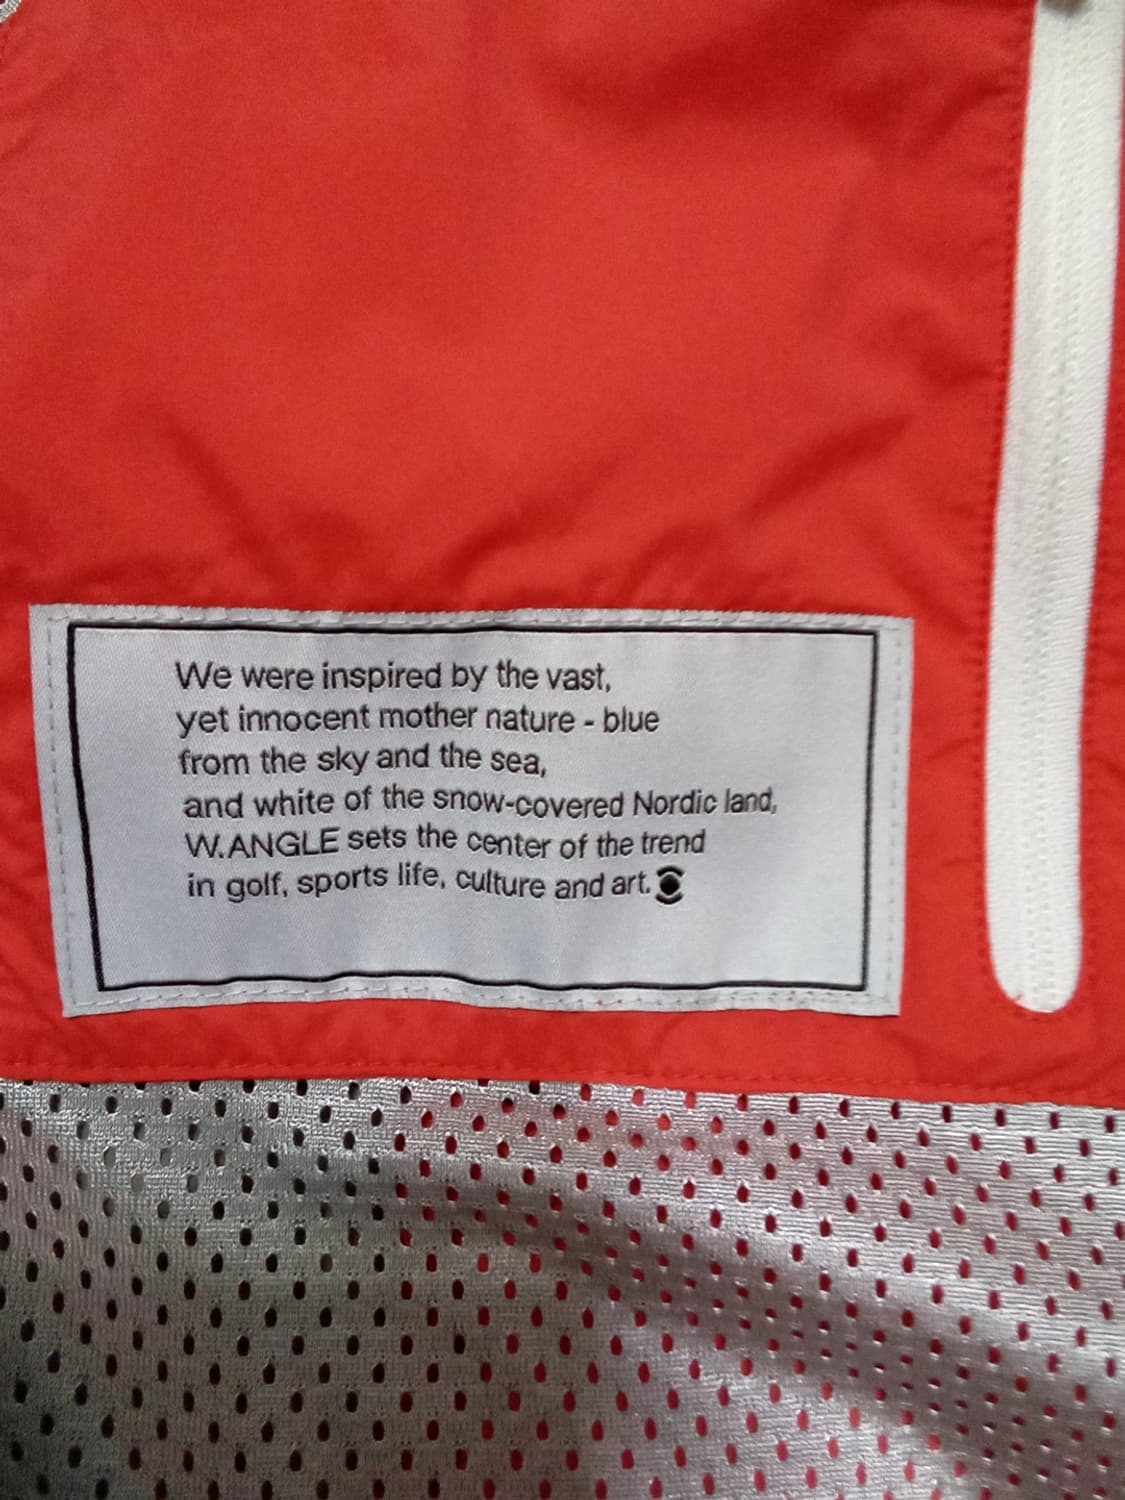 We were inspired by the vast,
yet innocent mother nature - blue
from the sky and the sea,
and white of the snow-covered Nordic land,
W.ANGLE sets the center of the trend
in golf, sports life, culture and art.